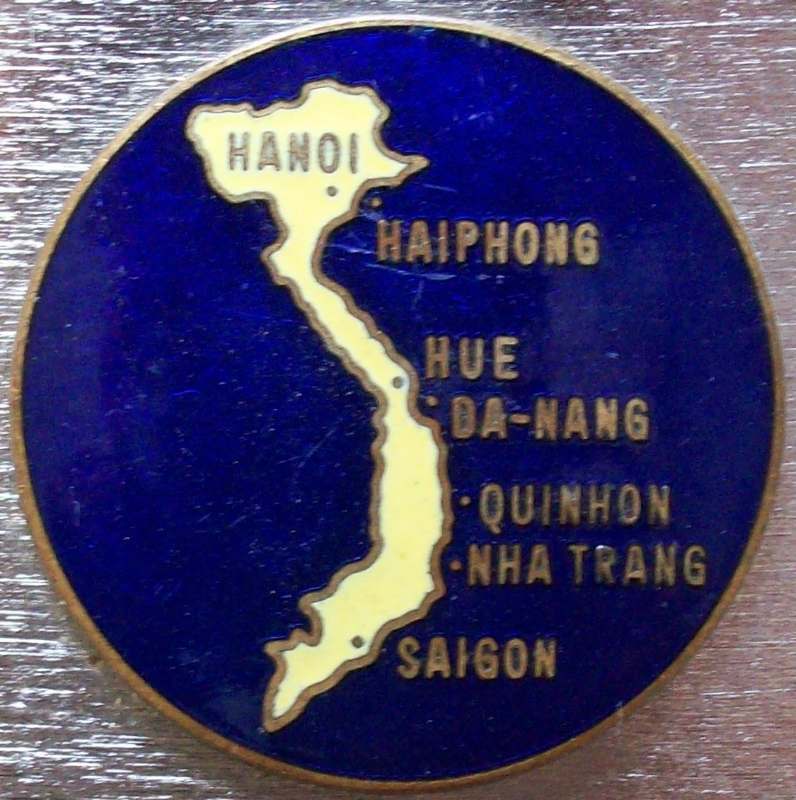 HANOI
HAIPHONG
HUE
DA-NANG
QUINHON
NHA TRANG
SAIGON